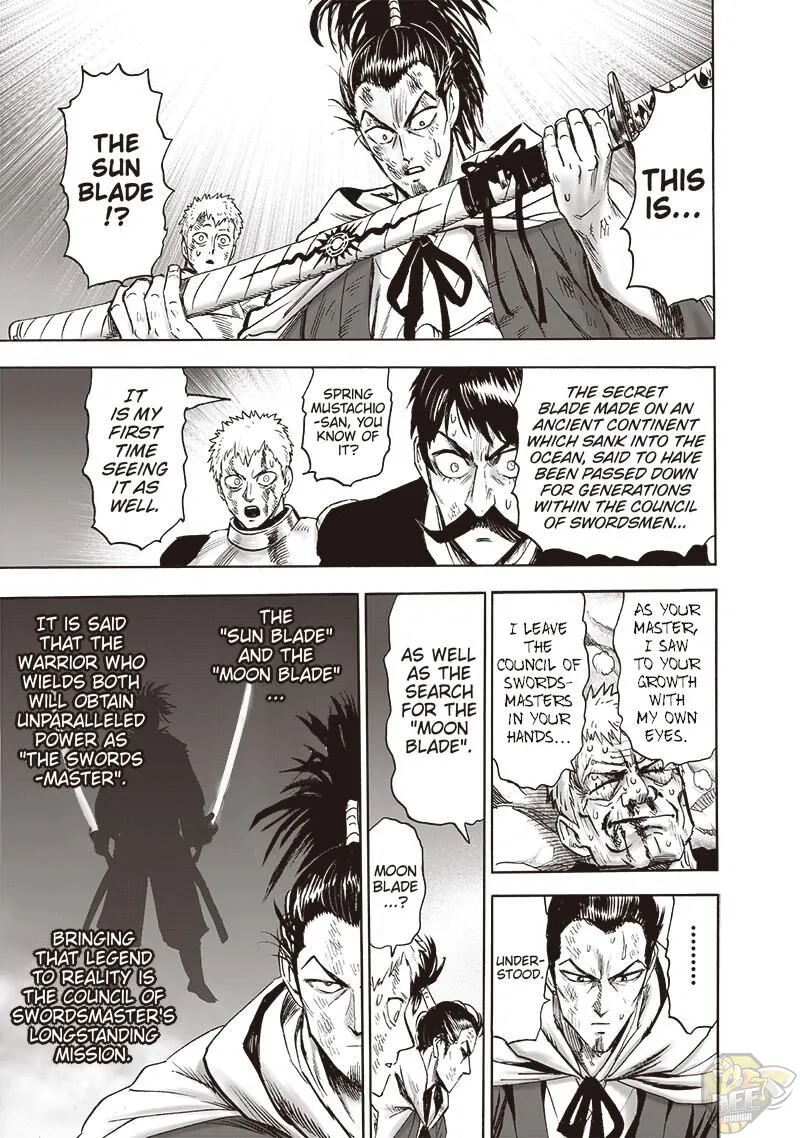 THIS
IS...
THE
SUN
BLADE
!?
THE SECRET
BLADE MADE ON AN
ANCIENT CONTINENT
WHICH SANK INTO THE
OCEAN, SAID TO HAVE
BEEN PASSED DOWN
FOR GENERATIONS
WITHIN THE COUNCIL
OF SWORDSMEN...
SPRING
MUSTACHIO
-SAN, YOU
KNOW OF
IT?
IT
IS MY
FIRST
TIME
SEEING
IT AS
WELL.
AS YOUR
MASTER,
I SAW
TO YOUR
GROWTH
WITH
MY OWN
EYES.
I LEAVE
THE
COUNCIL OF
SWORDS-
MASTERS
IN YOUR
HANDS...
.........
UNDER-
STOOD.
AS WELL
AS THE
SEARCH
FOR THE
"MOON
BLADE".
MOON
BLADE
...?
THE
"SUN BLADE"
AND THE
"MOON BLADE"
...
IT IS SAID
THAT THE
WARRIOR WHO
WIELDS BOTH
WILL OBTAIN
UNPARALLELED
POWER AS
"THE SWORDS
-MASTER".
BRINGING
THAT LEGEND
TO REALITY IS
THE COUNCIL OF
SWORDSMASTER'S
LONGSTANDING
MISSION.
MANGA